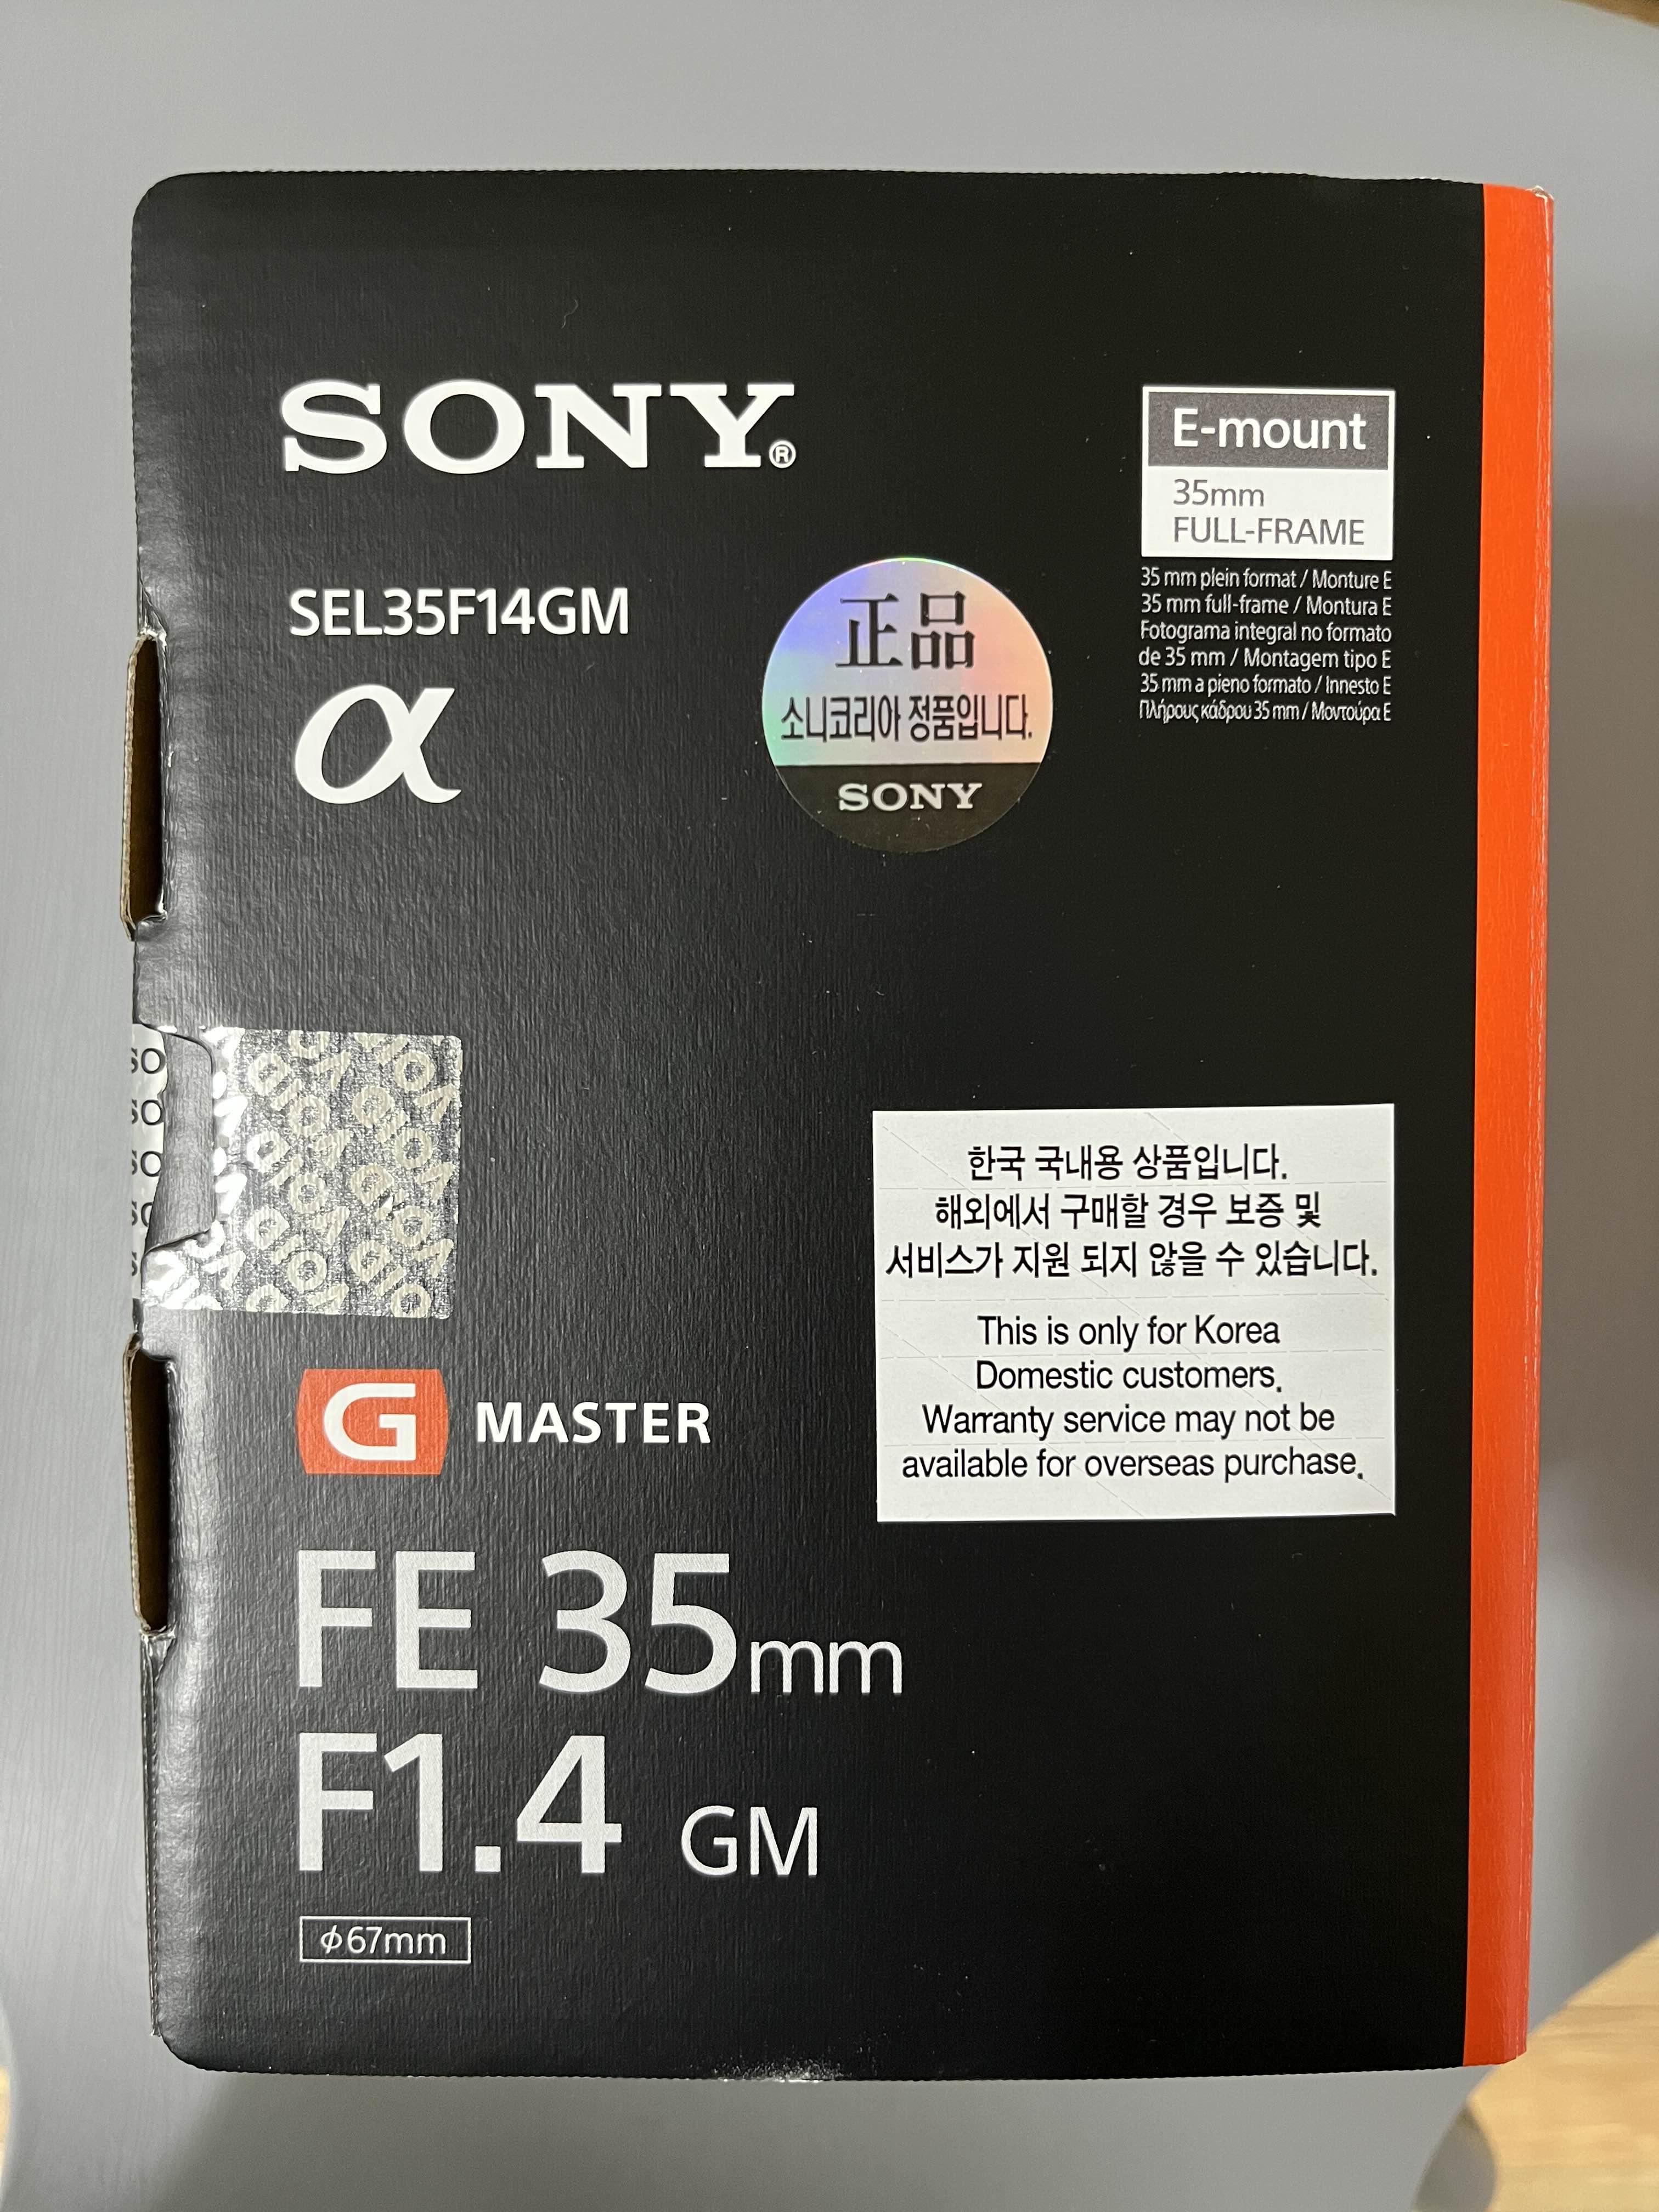 SONY®
E-mount
35mm
FULL-FRAME
35 mm plein format / Monture E
35 mm full-frame / Montura E
Fotograma integral no formato
de 35 mm / Montagem tipo E
35 mm a pieno formato / Innesto E
Πλήρους κάδρου 35 mm / Μοντούρα E
SEL35F14GM
α
正品
소니코리아 정품입니다.
SONY
SO
SO
SO
SO
S
한국 국내용 상품입니다.
해외에서 구매할 경우 보증 및
서비스가 지원 되지 않을 수 있습니다.
This is only for Korea
Domestic customers.
Warranty service may not be
available for overseas purchase.
G MASTER
FE 35mm
F1.4 GM
ϕ67mm